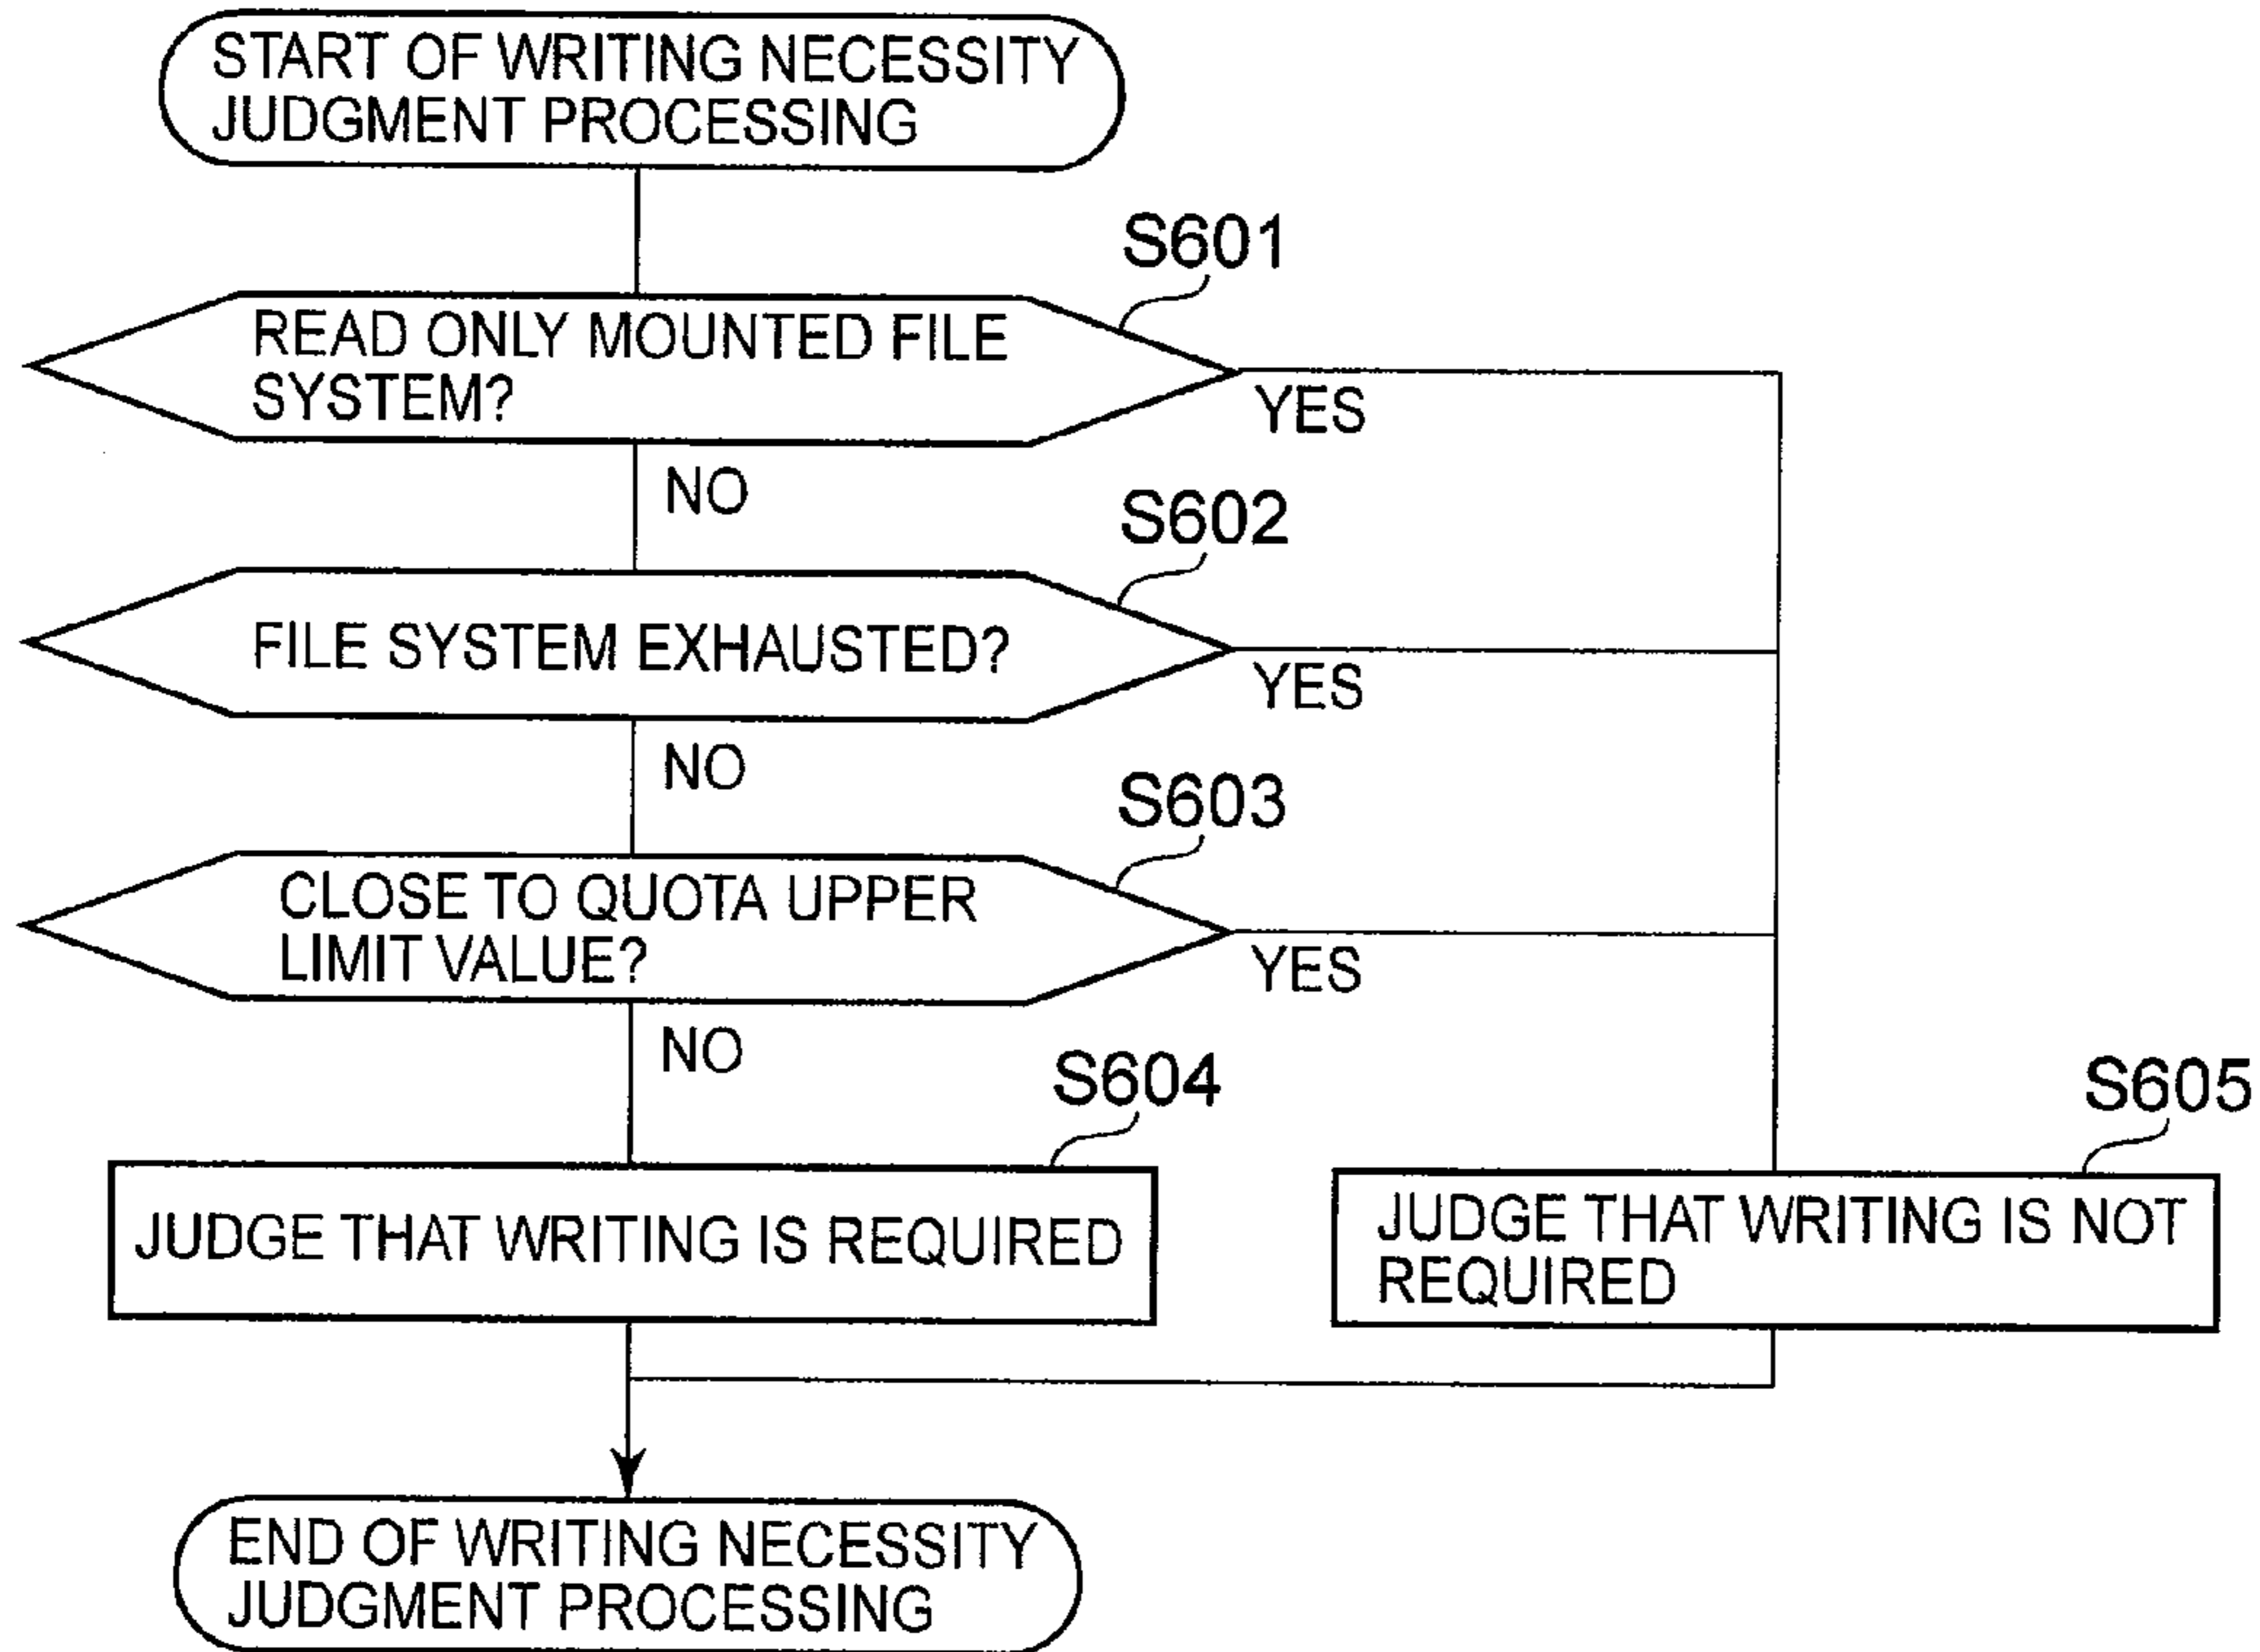 START OF WRITING NECESSITY
JUDGMENT PROCESSING
S601
READ ONLY MOUNTED FILE
SYSTEM?
YES
NO
S602
FILE SYSTEM EXHAUSTED?
YES
NO
S603
CLOSE TO QUOTA UPPER
LIMIT VALUE?
YES
NO
S604
JUDGE THAT WRITING IS REQUIRED
S605
JUDGE THAT WRITING IS NOT
REQUIRED
END OF WRITING NECESSITY
JUDGMENT PROCESSING